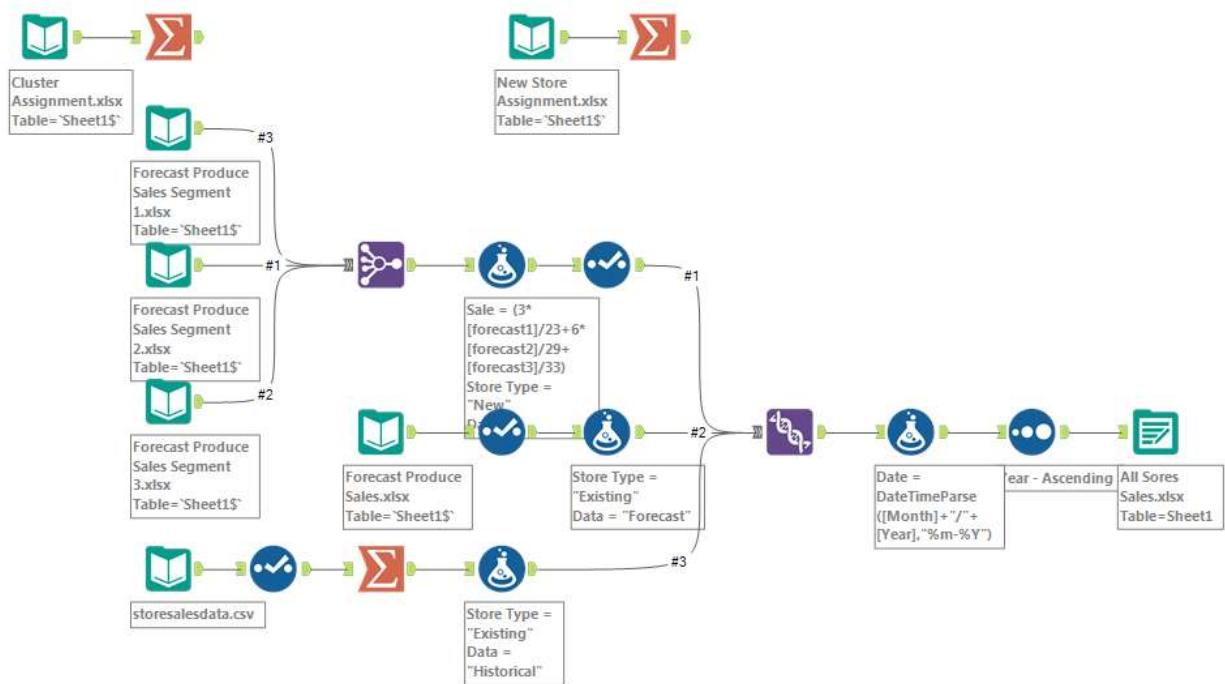 Cluster
Assignment.xlsx
Table=`Sheet1$`
New Store
Assignment.xlsx
Table=`Sheet1$`
#3
Forecast Produce
Sales Segment
1.xlsx
Table=`Sheet1$`
#1
Forecast Produce
Sales Segment
2.xlsx
Table=`Sheet1$`
#2
Forecast Produce
Sales Segment
3.xlsx
Table=`Sheet1$`
Sale = (3*
[forecast1]/23+6*
[forecast2]/29+
[forecast3]/33)
Store Type =
"New"
#1
Forecast Produce
Sales.xlsx
Table=`Sheet1$`
Store Type =
"Existing"
Data = "Forecast"
#2
storesalesdata.csv
Store Type =
"Existing"
Data =
"Historical"
#3
Date =
DateTimeParse
([Month]+"/"+
[Year],"%m-%Y")
Year - Ascending
All Sores
Sales.xlsx
Table=Sheet1